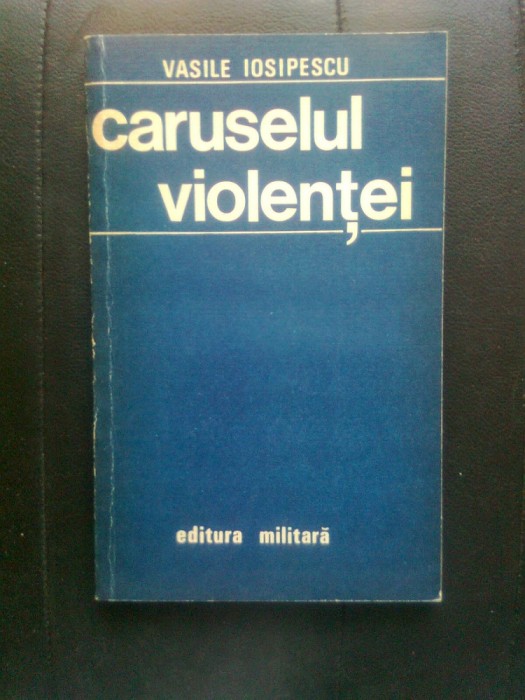 VASILE IOSIPESCU
caruselul
violenței
editura militară